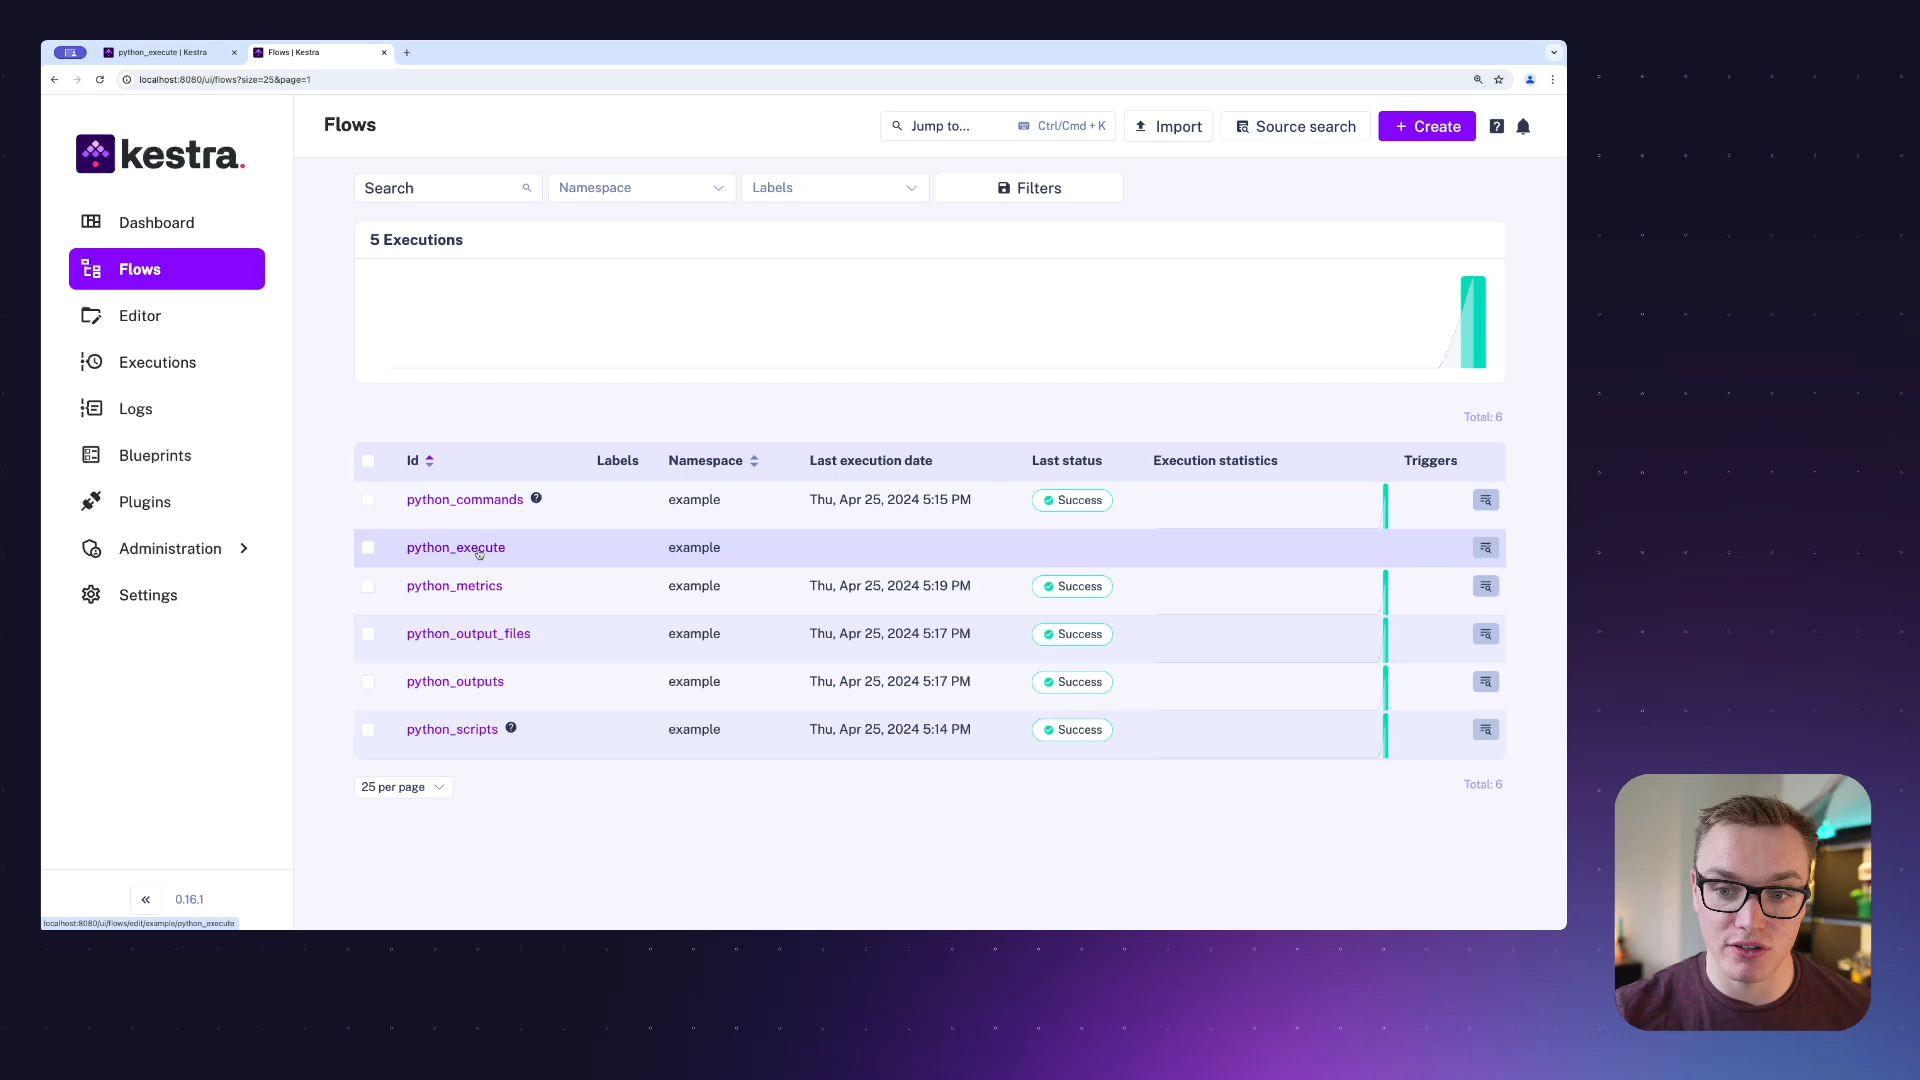 python_execute | Kestra
Flows | Kestra
localhost:8080/ui/flows?size=25&page=1
kestra.
Flows
Jump to...
Ctrl/Cmd + K
Import
Source search
+ Create
Dashboard
Flows
Editor
Executions
Logs
Blueprints
Plugins
Administration
Settings
Search
Namespace
Labels
Filters
5 Executions
Total: 6
Id
Labels
Namespace
Last execution date
Last status
Execution statistics
Triggers
python_commands
example
Thu, Apr 25, 2024 5:15 PM
Success
python_execute
example
python_metrics
example
Thu, Apr 25, 2024 5:19 PM
Success
python_output_files
example
Thu, Apr 25, 2024 5:17 PM
Success
python_outputs
example
Thu, Apr 25, 2024 5:17 PM
Success
python_scripts
example
Thu, Apr 25, 2024 5:14 PM
Success
25 per page
Total: 6
0.16.1
localhost:8080/ui/flows/edit/example/python_execute